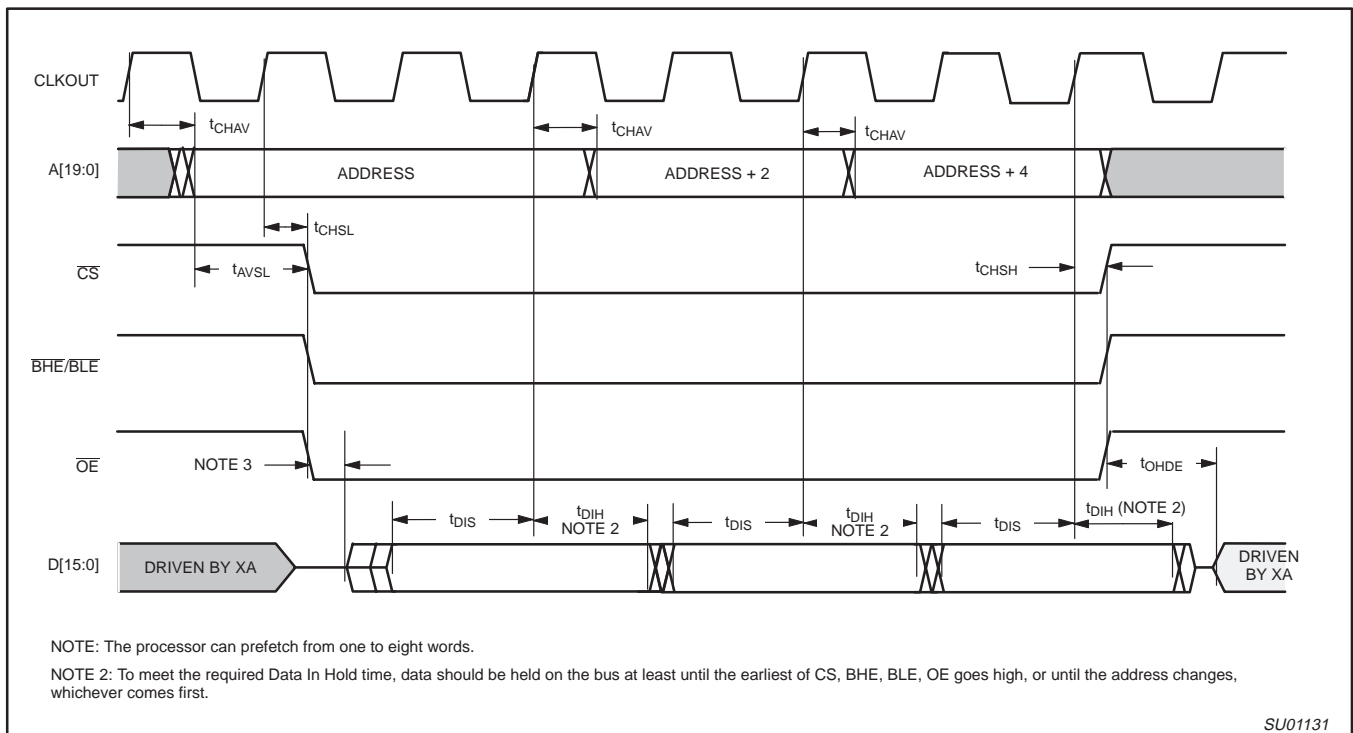 CLKOUT
tCHAV
tCHAV
tCHAV
A[19:0]
ADDRESS
ADDRESS + 2
ADDRESS + 4
tCHSL
CS
tAVSL
tCHSH
BHE/BLE
OE
NOTE 3
tOHDE
tDIS
tDIH
NOTE 2
tDIS
tDIH
NOTE 2
tDIS
tDIH (NOTE 2)
D[15:0]
DRIVEN BY XA
DRIVEN
BY XA
NOTE: The processor can prefetch from one to eight words.
NOTE 2: To meet the required Data In Hold time, data should be held on the bus at least until the earliest of CS, BHE, BLE, OE goes high, or until the address changes,
whichever comes first.
SU01131